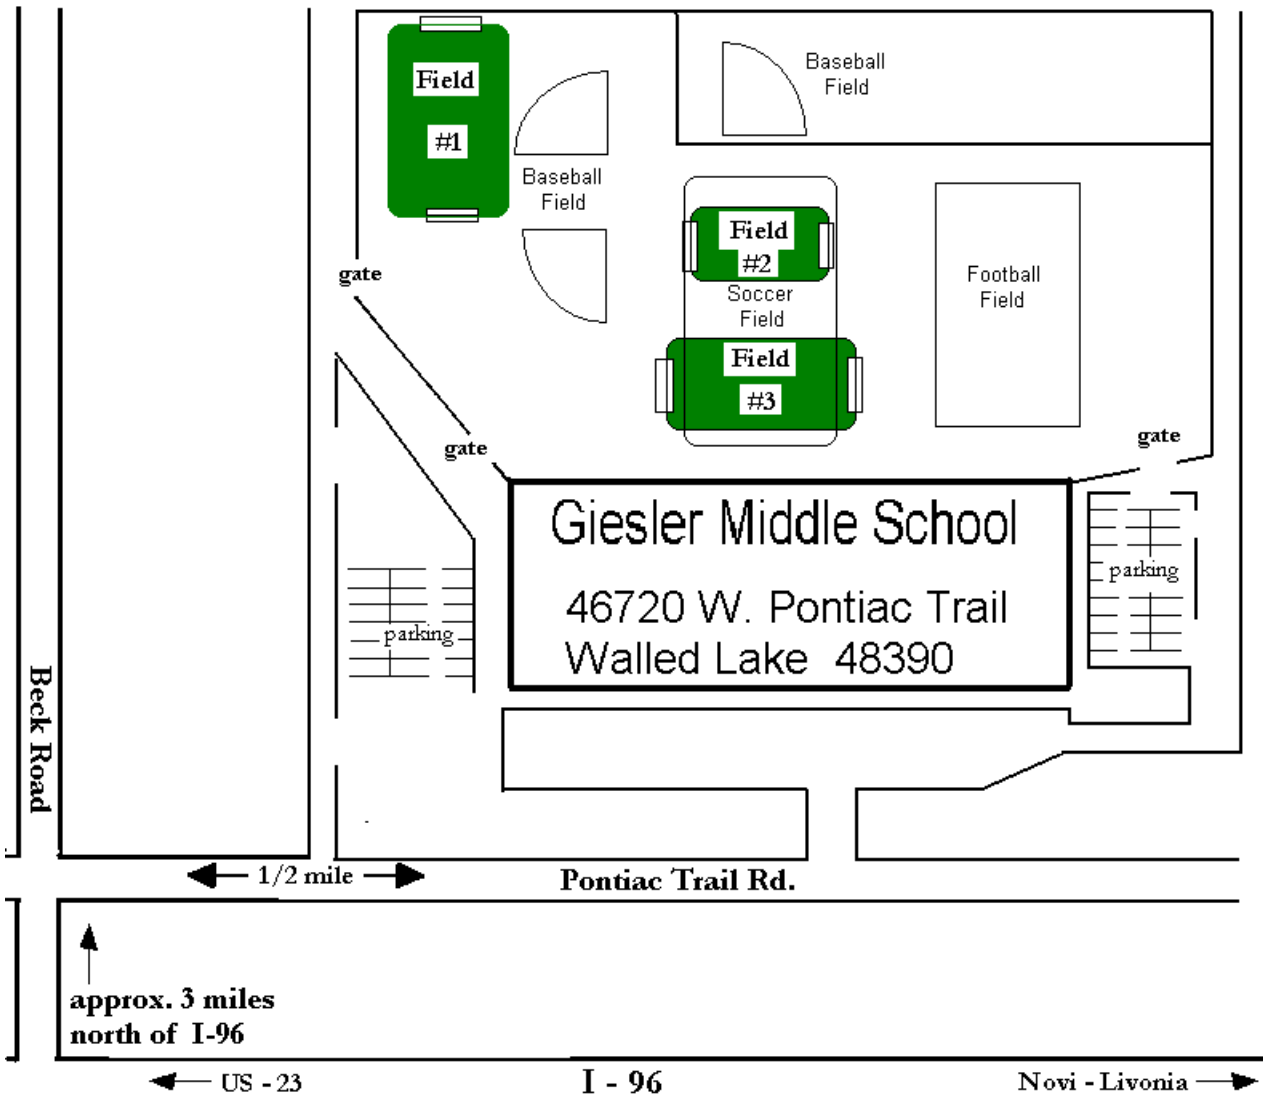 Field
#1
Baseball
Field
Baseball
Field
Field
#2
Soccer
Field
Field
#3
Football
Field
gate
gate
gate
Giesler Middle School
46720 W. Pontiac Trail
Walled Lake 48390
parking
parking
Beck Road
1/2 mile
Pontiac Trail Rd.
approx. 3 miles
north of I-96
US - 23
I - 96
Novi - Livonia